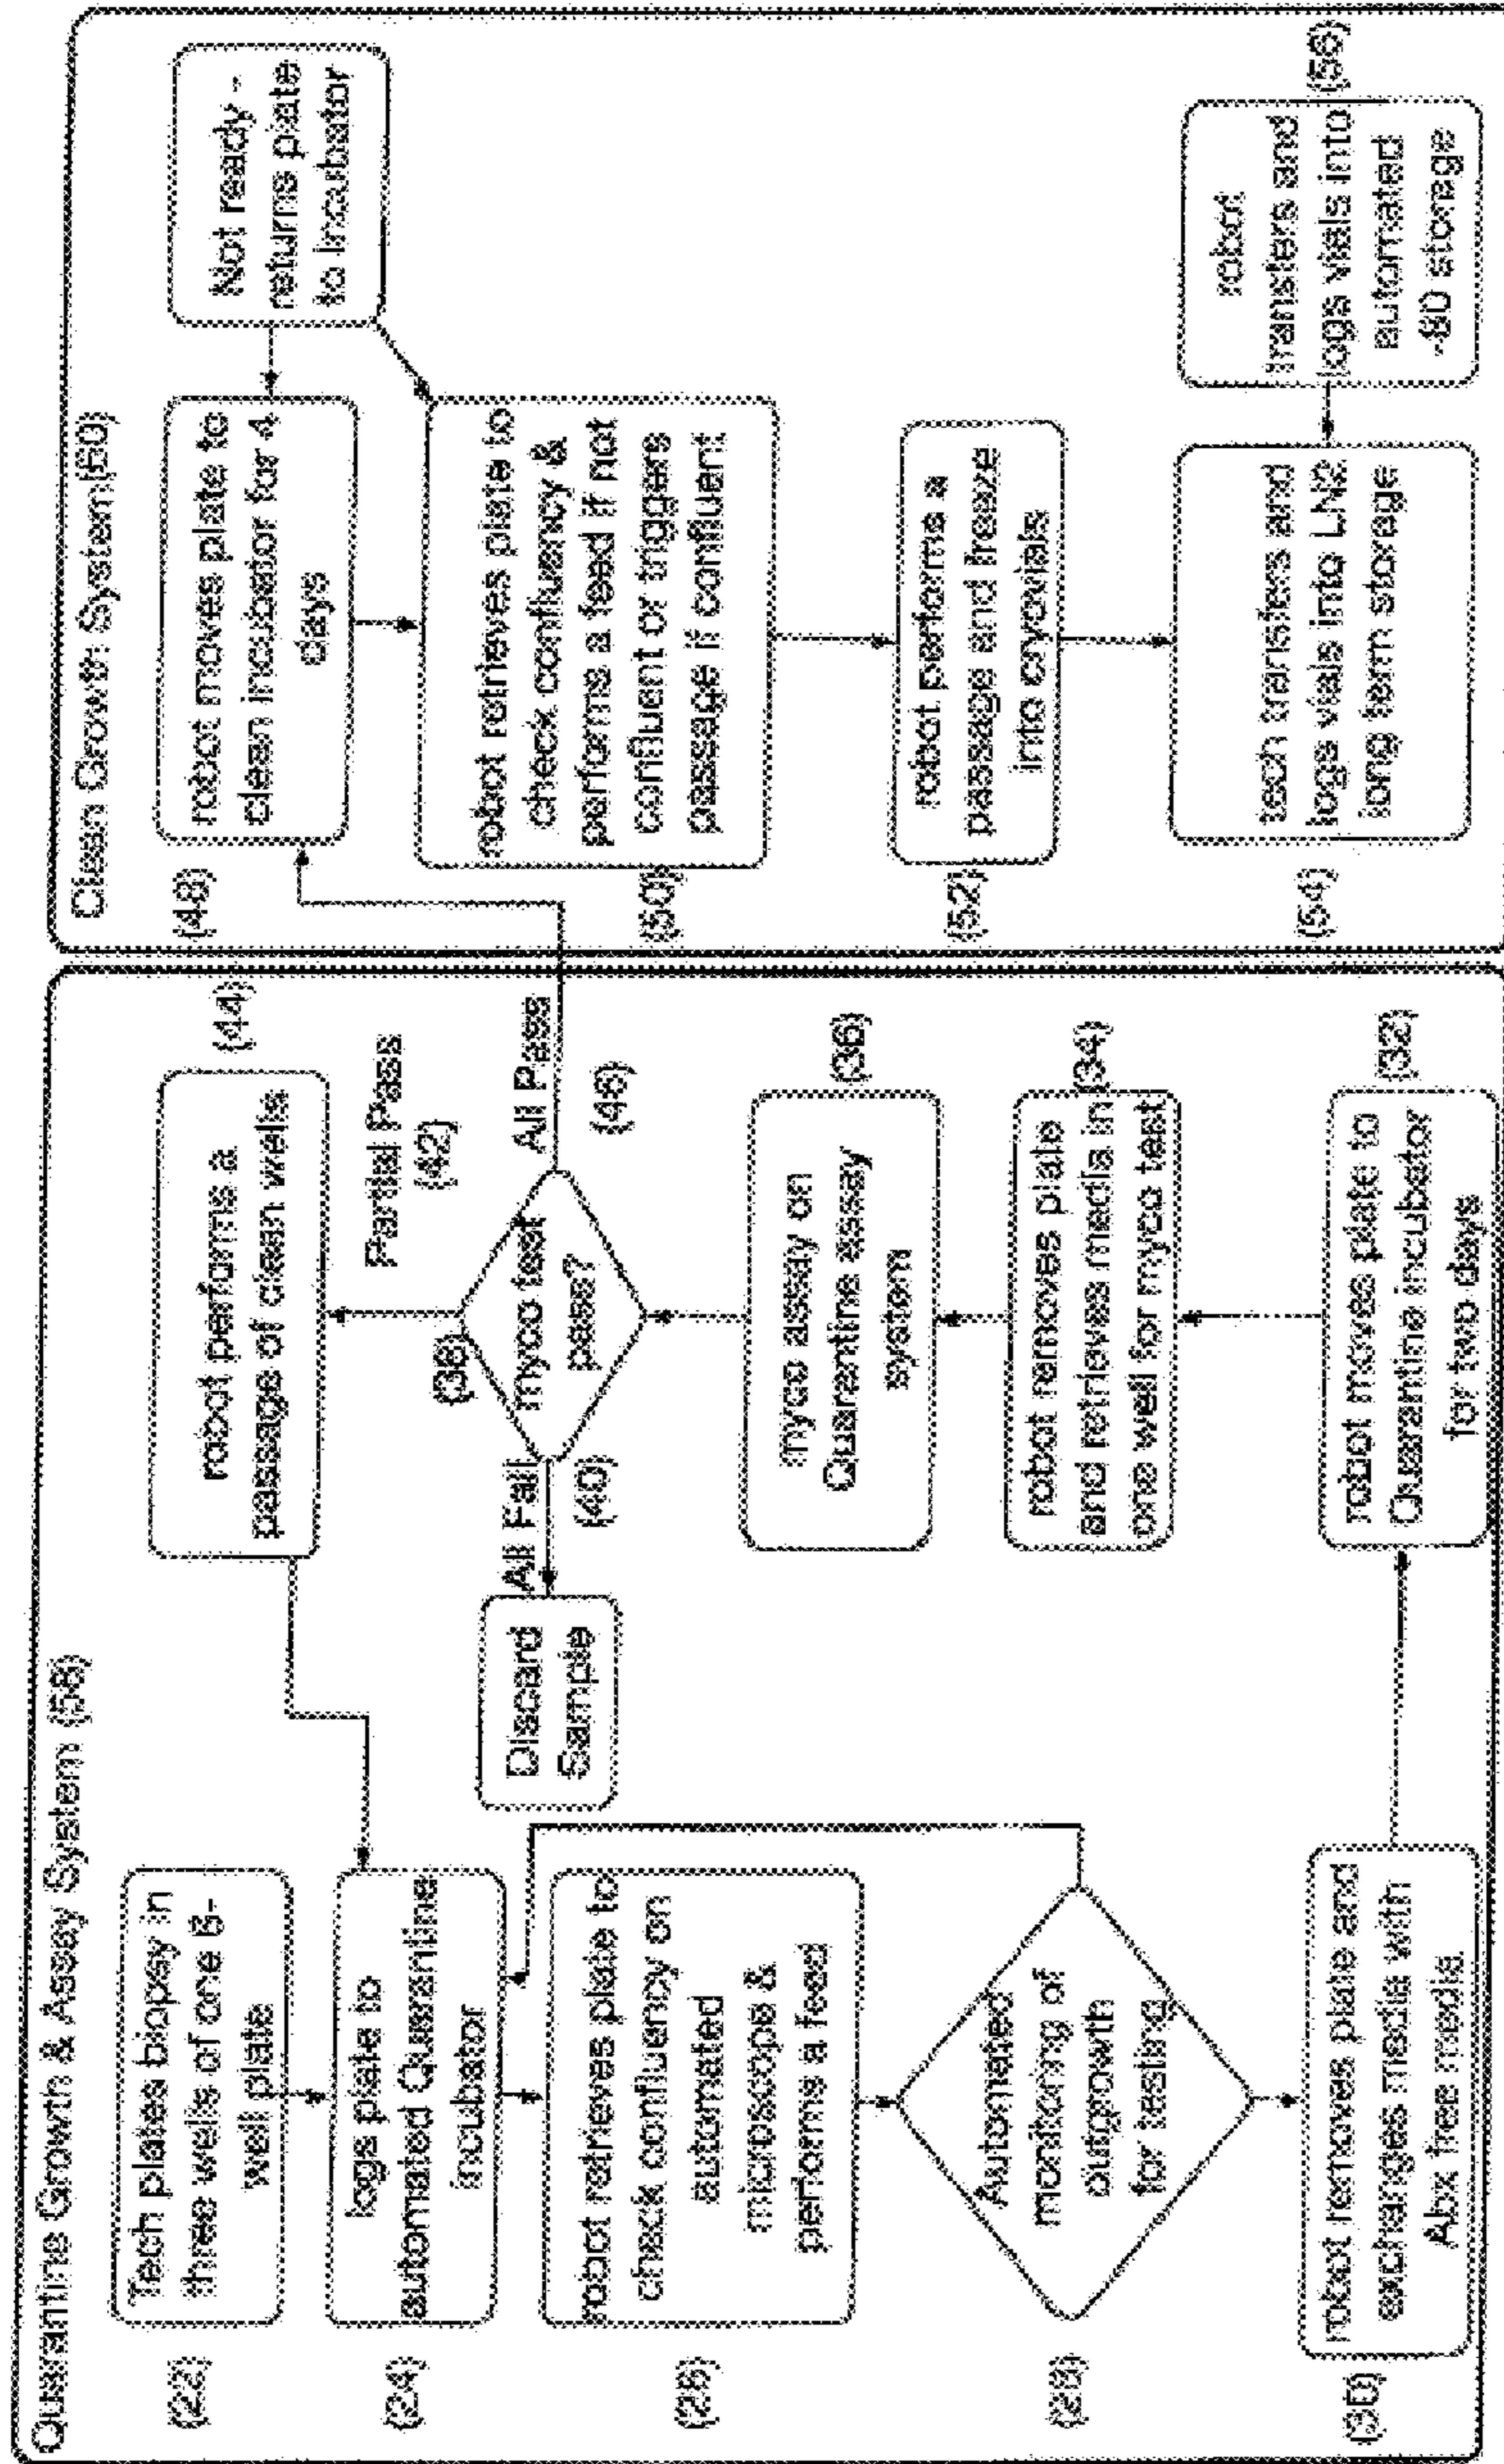 Quarantine Growth & Assay System (58)
(22)
Tech plates biopsy in
three wells of one 6-
well plate
(24)
logs plate to
automated Quarantine
incubator
(26)
robot retrieves plate to
check confluency on
automated
microscope &
performs a feed
(28)
Automated
monitoring of
outgrowth
for testing
(30)
robot removes plate and
exchanges media with
Abx free media
(44)
robot performs a
passage of clean wells
Partial Pass
(42)
(38)
myco test
pass?
All Fail
(40)
Discard
Sample
All Pass
(46)
(36)
myco assay on
Quarantine assay
system
(34)
robot removes plate
and retrieves media in
one well for myco test
(32)
robot moves plate to
Quarantine incubator
for two days
Clean Growth System(60)
(48)
robot moves plate to
clean incubator for 4
days
Not ready -
returns plate
to incubator
(50)
robot retrieves plate to
check confluency &
performs a feed if not
confluent or triggers
passage if confluent
(52)
robot performs a
passage and freeze
into cryovials
(54)
tech transfers and
logs vials into LN2
long term storage
(56)
robot
transfers and
logs vials into
automated
-80 storage